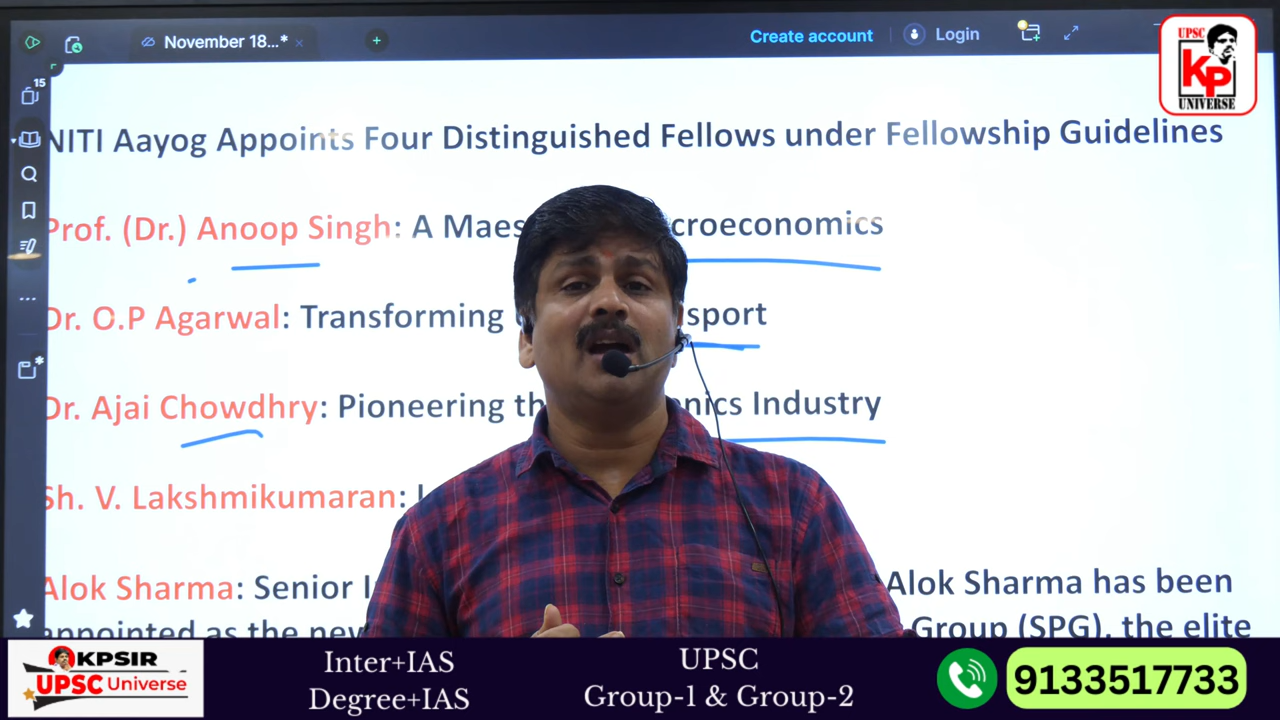 15
November 18...*
Create account
Login
UPSC
KP
UNIVERSE
NITI Aayog Appoints Four Distinguished Fellows under Fellowship Guidelines
Prof. (Dr.) Anoop Singh: A croeconomics
Dr. O.P Agarwal: Transforming sport
Dr. Ajai Chowdhry: Pioneering nics Industry
Sh. V. Lakshmikumaran:
Alok Sharma: Senior Alok Sharma has been
appointed as the Group (SPG), the elite
KPSIR
UPSC Universe
Inter+IAS
Degree+IAS
UPSC
Group-1 & Group-2
9133517733